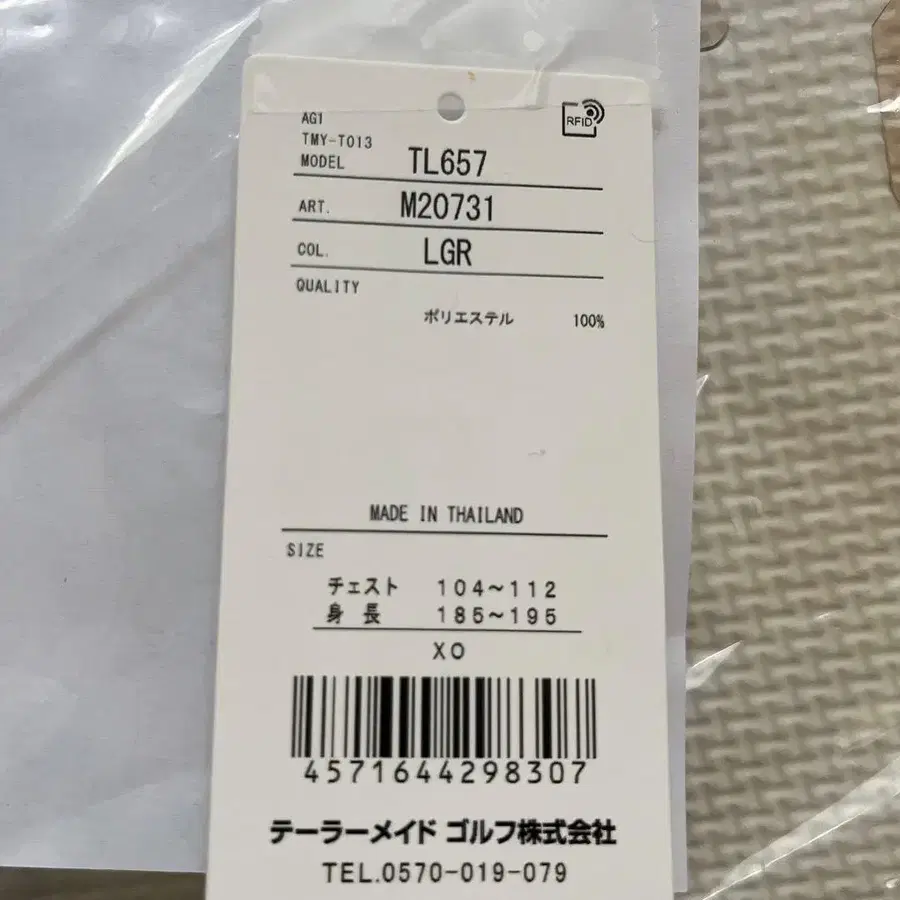 AG1
RFID
TMY-T013
MODEL TL657
ART. M20731
COL. LGR
QUALITY
ポリエステル 100%
MADE IN THAILAND
SIZE
チェスト 104~112
身長 185~195
XO
4571644298307
テーラーメイド ゴルフ株式会社
TEL.0570-019-079